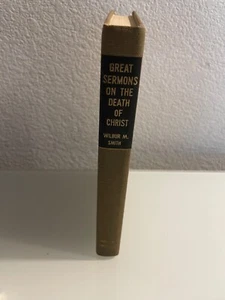 GREAT
SERMONS
ON THE
DEATH
OF
CHRIST
WILBUR M.
SMITH